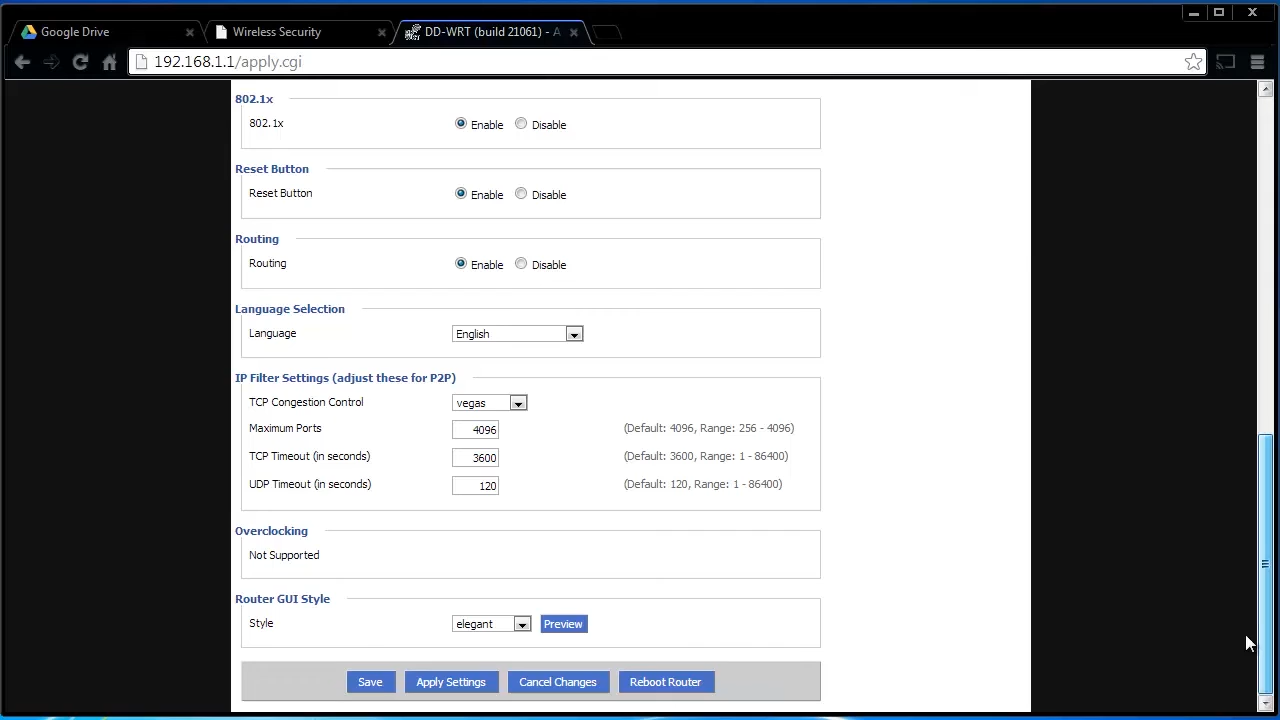 Google Drive
Wireless Security
DD-WRT (build 21061) - A
192.168.1.1/apply.cgi
802.1x
802.1x Enable Disable
Reset Button
Reset Button Enable Disable
Routing
Routing Enable Disable
Language Selection
Language English
IP Filter Settings (adjust these for P2P)
TCP Congestion Control vegas
Maximum Ports 4096 (Default: 4096, Range: 256 - 4096)
TCP Timeout (in seconds) 3600 (Default: 3600, Range: 1 - 86400)
UDP Timeout (in seconds) 120 (Default: 120, Range: 1 - 86400)
Overclocking
Not Supported
Router GUI Style
Style elegant Preview
Save Apply Settings Cancel Changes Reboot Router